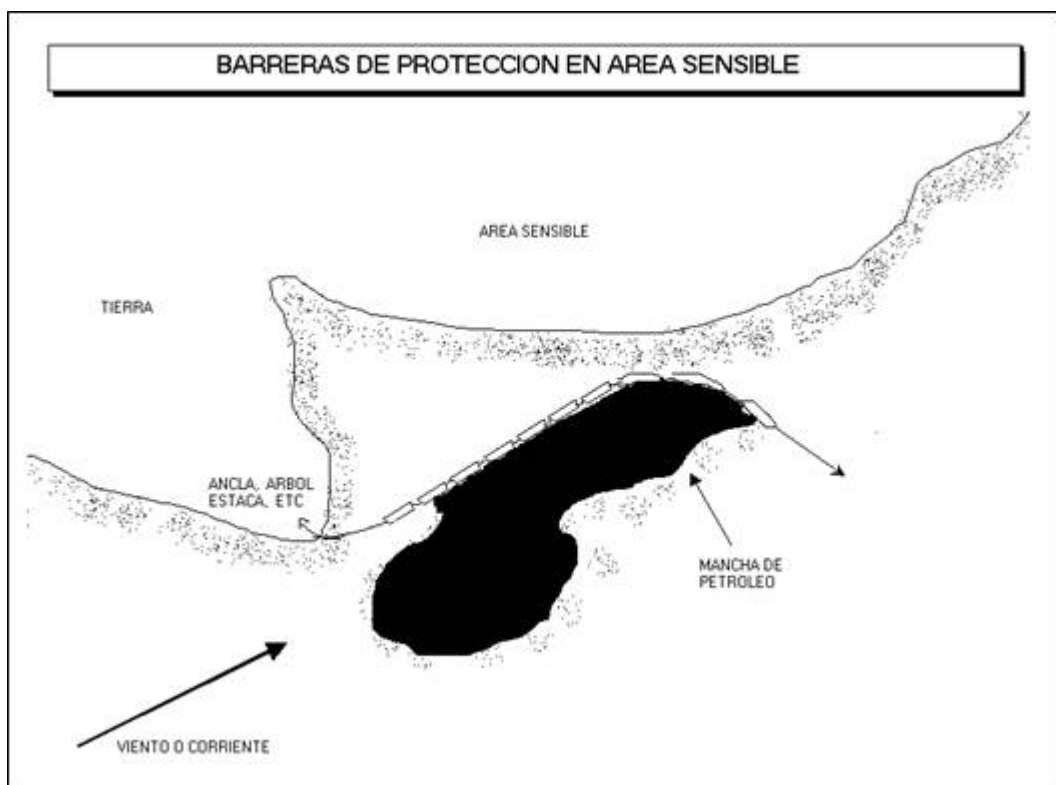 BARRERAS DE PROTECCION EN AREA SENSIBLE
AREA SENSIBLE
TIERRA
ANCLA, ARBOL
ESTACA, ETC
MANCHA DE
PETROLEO
VIENTO O CORRIENTE